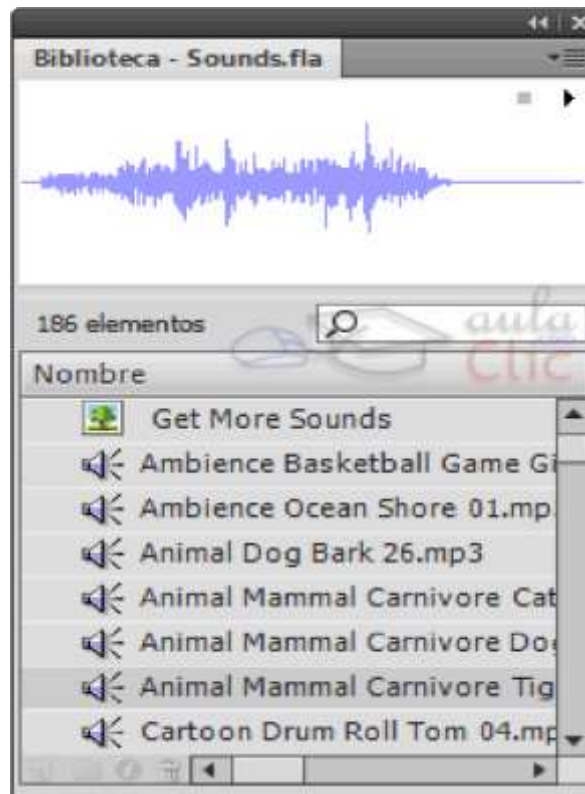 Biblioteca - Sounds.fla
186 elementos
aula
Clic
Nombre
Get More Sounds
Ambience Basketball Game Gi
Ambience Ocean Shore 01.mp
Animal Dog Bark 26.mp3
Animal Mammal Carnivore Cat
Animal Mammal Carnivore Do
Animal Mammal Carnivore Tig
Cartoon Drum Roll Tom 04.mp